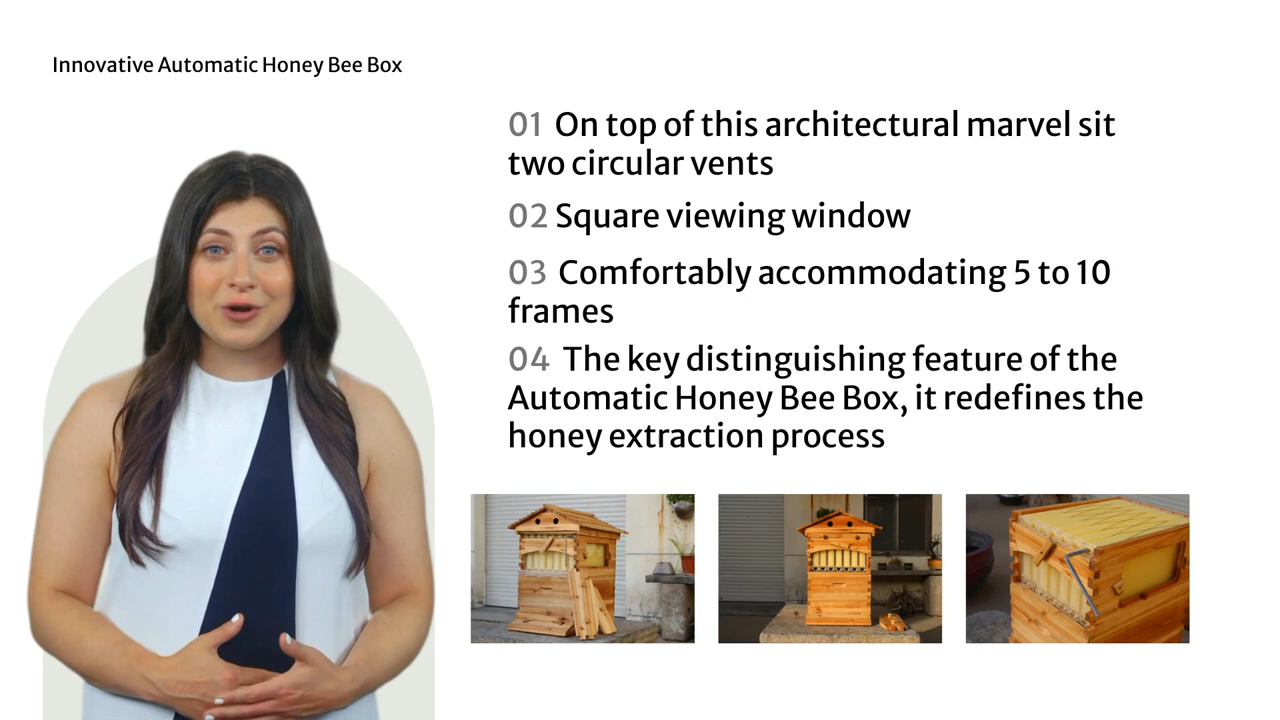 Innovative Automatic Honey Bee Box
01 On top of this architectural marvel sit
two circular vents
02 Square viewing window
03 Comfortably accommodating 5 to 10
frames
04 The key distinguishing feature of the
Automatic Honey Bee Box, it redefines the
honey extraction process